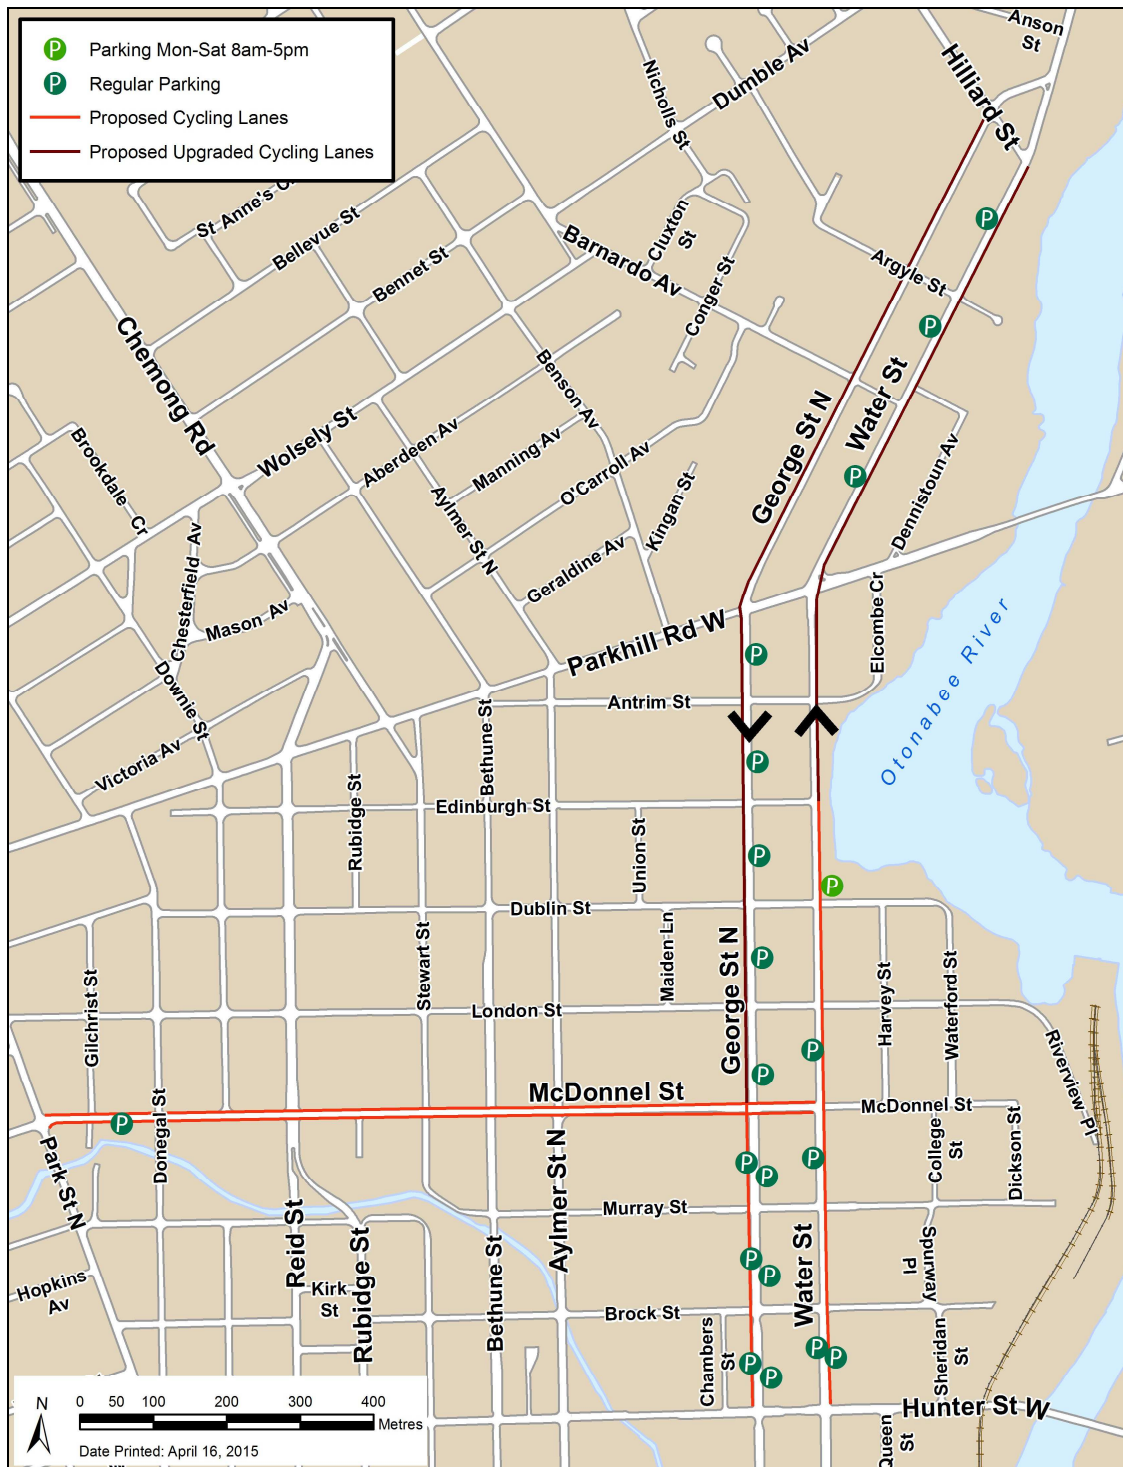 P Parking Mon-Sat 8am-5pm
P Regular Parking
Proposed Cycling Lanes
Proposed Upgraded Cycling Lanes
Anson St
Hilliard St
Dumble Av
Nicholls St
St Anne's
Bellevue St
Bennet St
Cluxton St
Barnardo Av
Conger St
Argyle St
P
P
Chemong Rd
Wolsely St
Benson Av
Brookdale Cr
Aberdeen Av
Manning Av
O'Carroll Av
George St N
Water St
P
Dennistoun Av
Kingan St
Aylmer St N
Geraldine Av
Chesterfield Av
Mason Av
Parkhill Rd W
Elcombe Cr
Otonabee River
P
Downie St
Antrim St
Victoria Av
Bethune St
P
Rubidge St
Edinburgh St
Union St
P
P
Dublin St
Stewart St
Maiden Ln
George St N
P
Harvey St
Waterford St
Gilchrist St
London St
Riverview Pl
P
P
McDonnel St
McDonnel St
P
Donegal St
Park St N
College St
Dickson St
P
P
P
Aylmer St N
Murray St
Reid St
Rubidge St
Bethune St
Spurway Pl
P
P
Water St
Hopkins Av
Kirk St
Brock St
Chambers St
P
P
P
P
Sheridan St
Hunter St W
Queen St
N
0 50 100 200 300 400
Metres
Date Printed: April 16, 2015